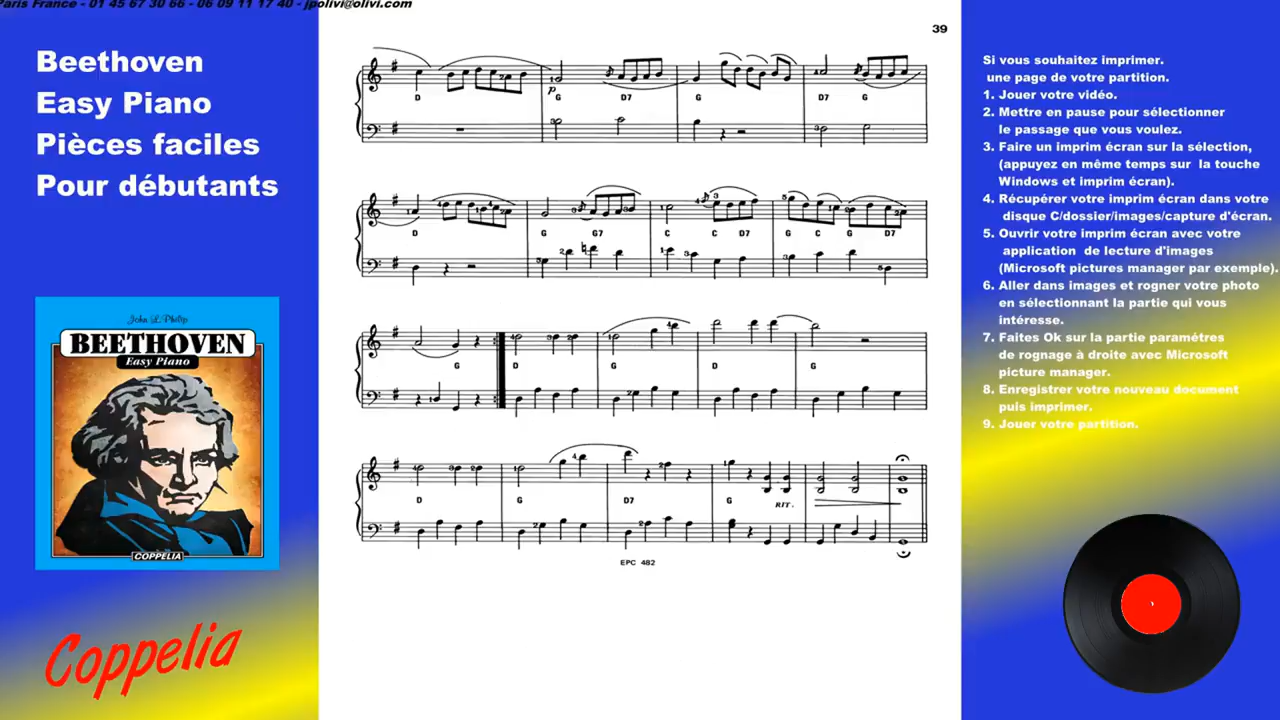 Paris France - 01 45 67 30 66 - 06 09 11 17 40 - jpolivi@olivi.com
39
Beethoven
Easy Piano
Pièces faciles
Pour débutants
John L. Philip
BEETHOVEN
Easy Piano
COPPELIA
Coppelia
D
p
G D7 G D7 G
D G G7 C C D7 G C G D7
G D G D G
D G D7 G
RIT.
EPC 482
Si vous souhaitez imprimer.
une page de votre partition.
1. Jouer votre vidéo.
2. Mettre en pause pour sélectionner
le passage que vous voulez.
3. Faire un imprim écran sur la sélection,
(appuyez en même temps sur la touche
Windows et imprim écran).
4. Récupérer votre imprim écran dans votre
disque C/dossier/images/capture d'écran.
5. Ouvrir votre imprim écran avec votre
application de lecture d'images
(Microsoft pictures manager par exemple).
6. Aller dans images et rogner votre photo
en sélectionnant la partie qui vous
intéresse.
7. Faites Ok sur la partie paramétres
de rognage à droite avec Microsoft
picture manager.
8. Enregistrer votre nouveau document
puis imprimer.
9. Jouer votre partition.